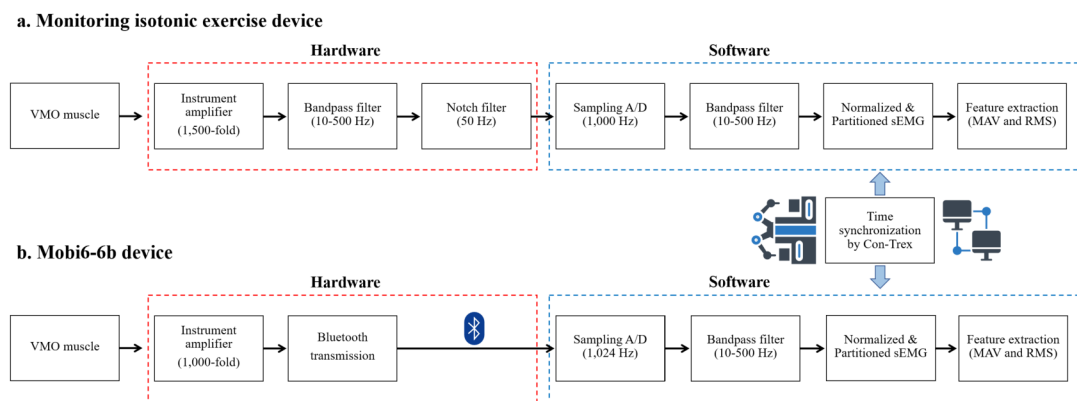 a. Monitoring isotonic exercise device
Hardware
Software
VMO muscle
Instrument
amplifier
(1,500-fold)
Bandpass filter
(10-500 Hz)
Notch filter
(50 Hz)
Sampling A/D
(1,000 Hz)
Bandpass filter
(10-500 Hz)
Normalized &
Partitioned sEMG
Feature extraction
(MAV and RMS)
Time
synchronization
by Con-Trex
b. Mobi6-6b device
Hardware
Software
VMO muscle
Instrument
amplifier
(1,000-fold)
Bluetooth
transmission
Sampling A/D
(1,024 Hz)
Bandpass filter
(10-500 Hz)
Normalized &
Partitioned sEMG
Feature extraction
(MAV and RMS)